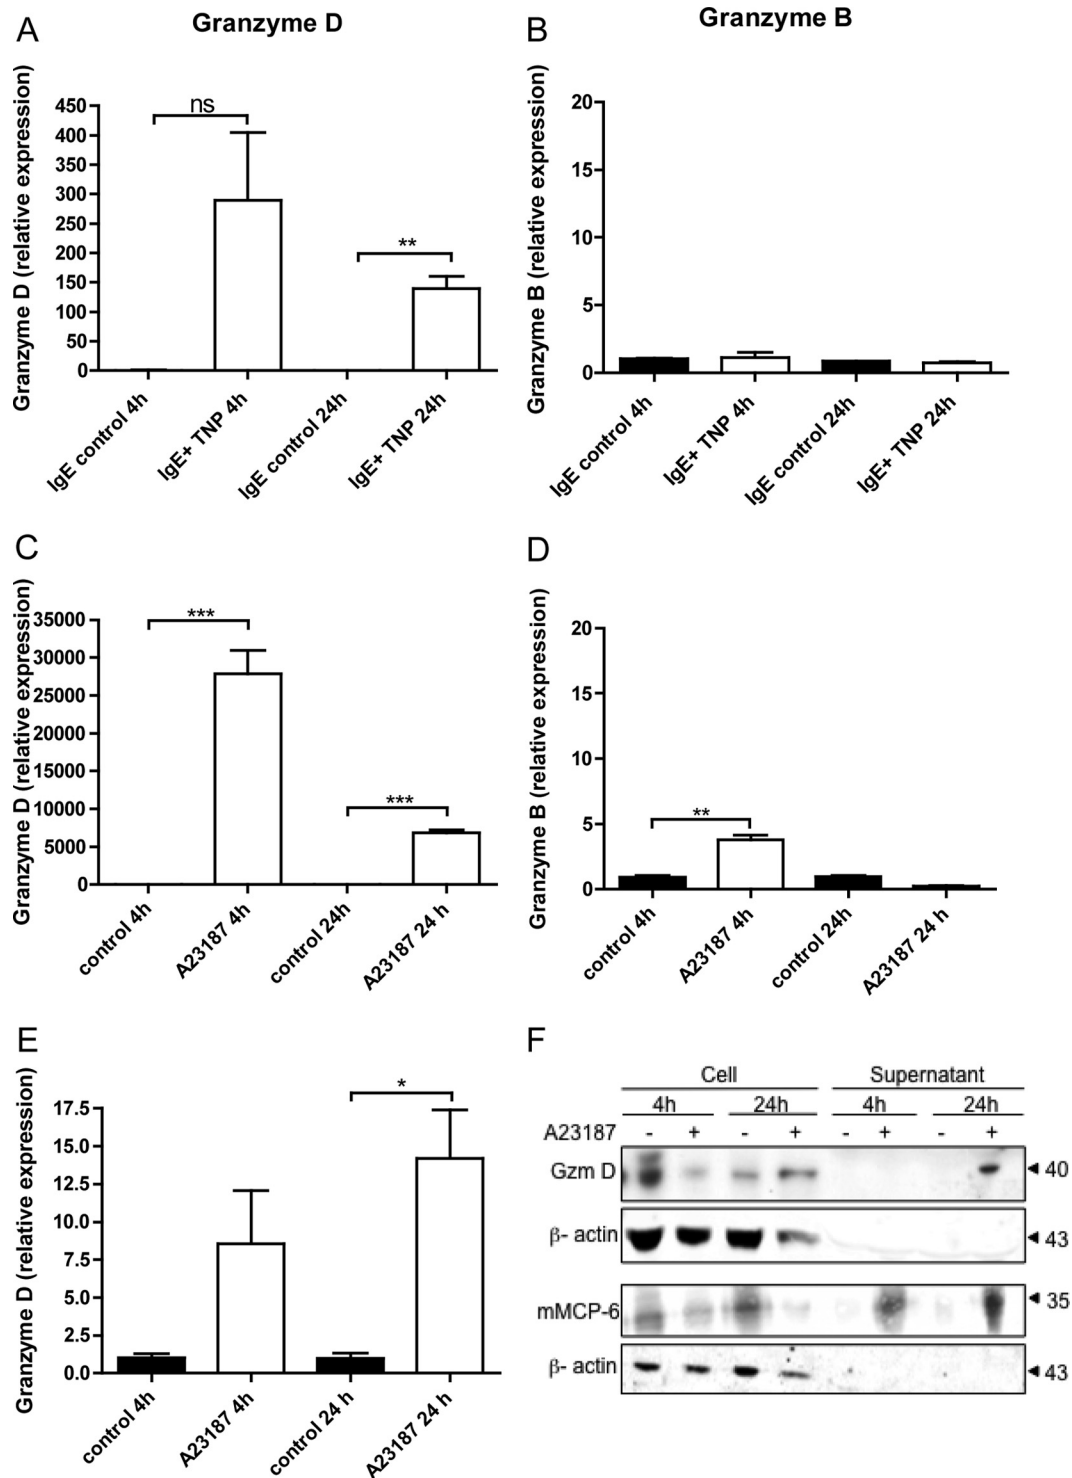 A
Granzyme D
Granzyme D (relative expression)
450
400
350
300
250
200
150
100
50
0
ns
**
IgE control 4h
IgE+ TNP 4h
IgE control 24h
IgE+ TNP 24h
B
Granzyme B
Granzyme B (relative expression)
20
15
10
5
0
IgE control 4h
IgE+ TNP 4h
IgE control 24h
IgE+ TNP 24h
C
Granzyme D (relative expression)
35000
30000
25000
20000
15000
10000
5000
0
***
***
control 4h
A23187 4h
control 24h
A23187 24 h
D
Granzyme B (relative expression)
20
15
10
5
0
**
control 4h
A23187 4h
control 24h
A23187 24 h
E
Granzyme D (relative expression)
17.5
15.0
12.5
10.0
7.5
5.0
2.5
0.0
*
control 4h
A23187 4h
control 24 h
A23187 24 h
F
Cell Supernatant
4h 24h 4h 24h
A23187 - + - + - + - +
Gzm D 40
β- actin 43
mMCP-6 35
β- actin 43